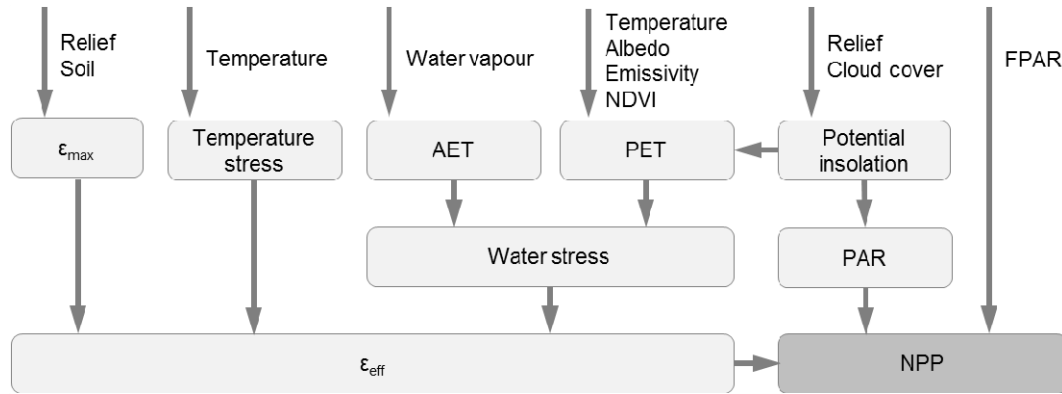 Relief
Soil
Temperature
Water vapour
Temperature
Albedo
Emissivity
NDVI
Relief
Cloud cover
FPAR
εmax
Temperature
stress
AET
PET
Potential
insolation
Water stress
PAR
εeff
NPP